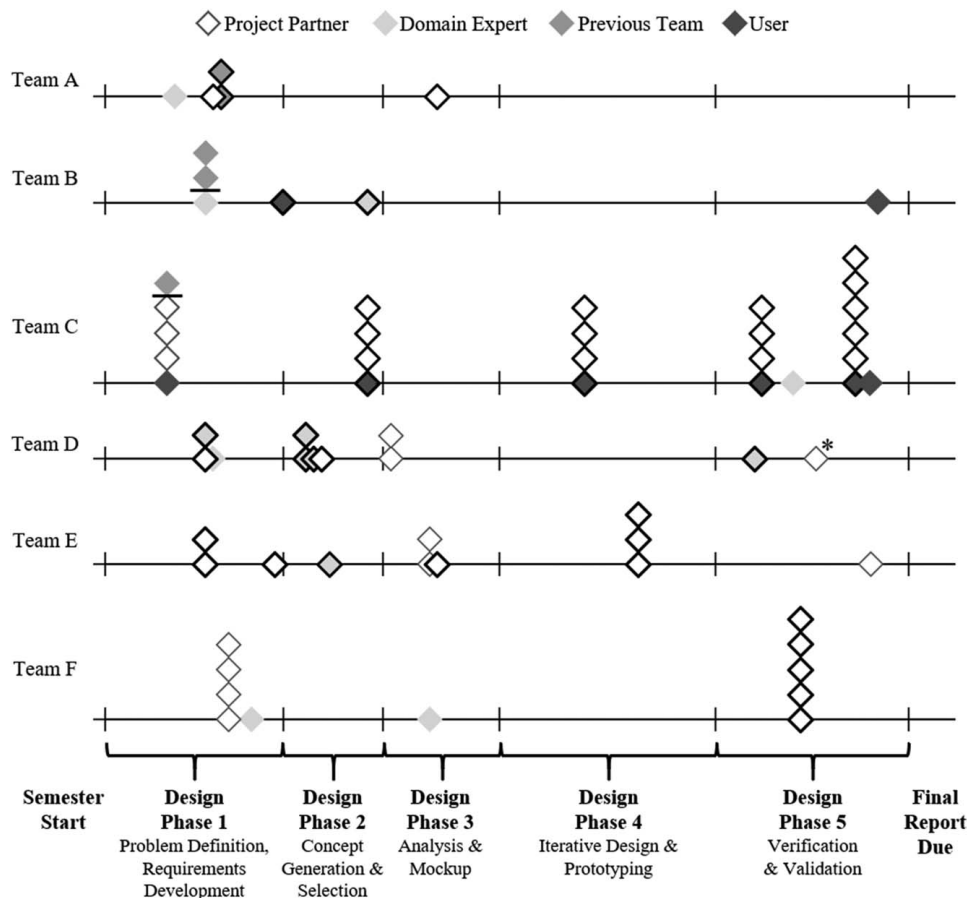 Project Partner Domain Expert Previous Team User
Team A
Team B
Team C
Team D
*
Team E
Team F
Semester Start
Design Phase 1
Problem Definition,
Requirements
Development
Design Phase 2
Concept
Generation &
Selection
Design Phase 3
Analysis &
Mockup
Design Phase 4
Iterative Design &
Prototyping
Design Phase 5
Verification
& Validation
Final Report Due